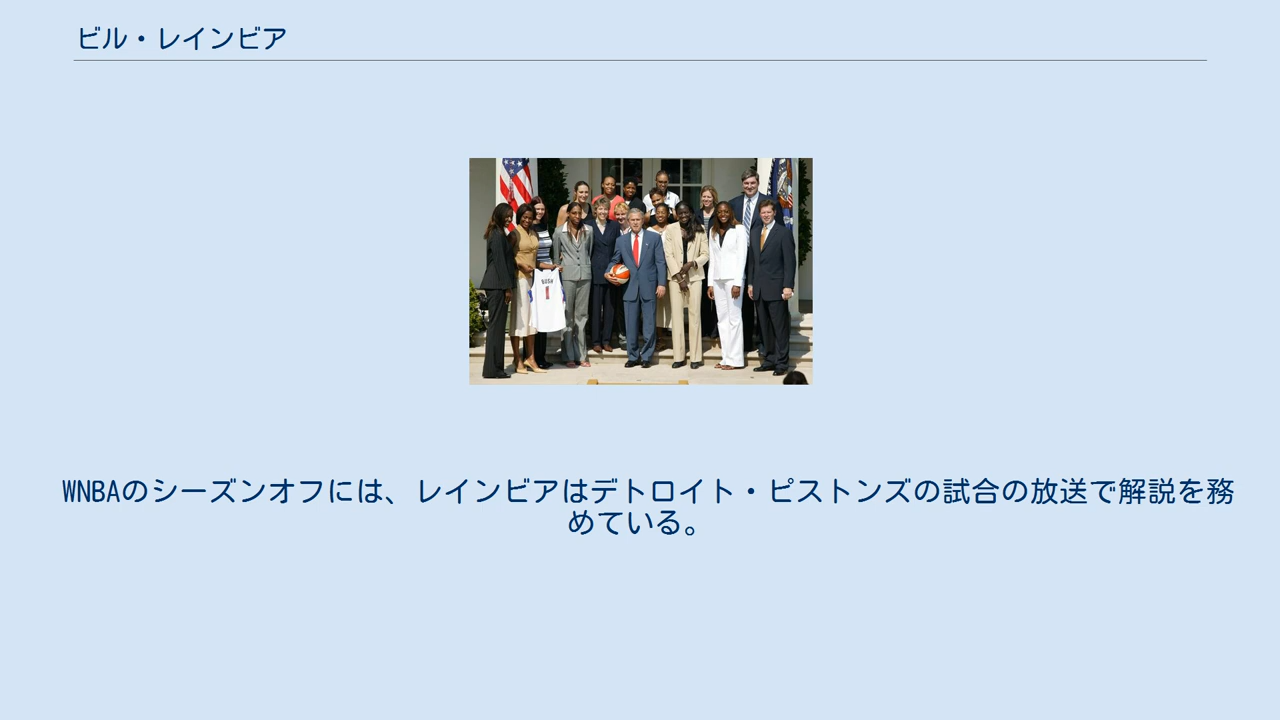 ビル・レインビア
BUSH
1
WNBAのシーズンオフには、レインビアはデトロイト・ピストンズの試合の放送で解説を務
めている。